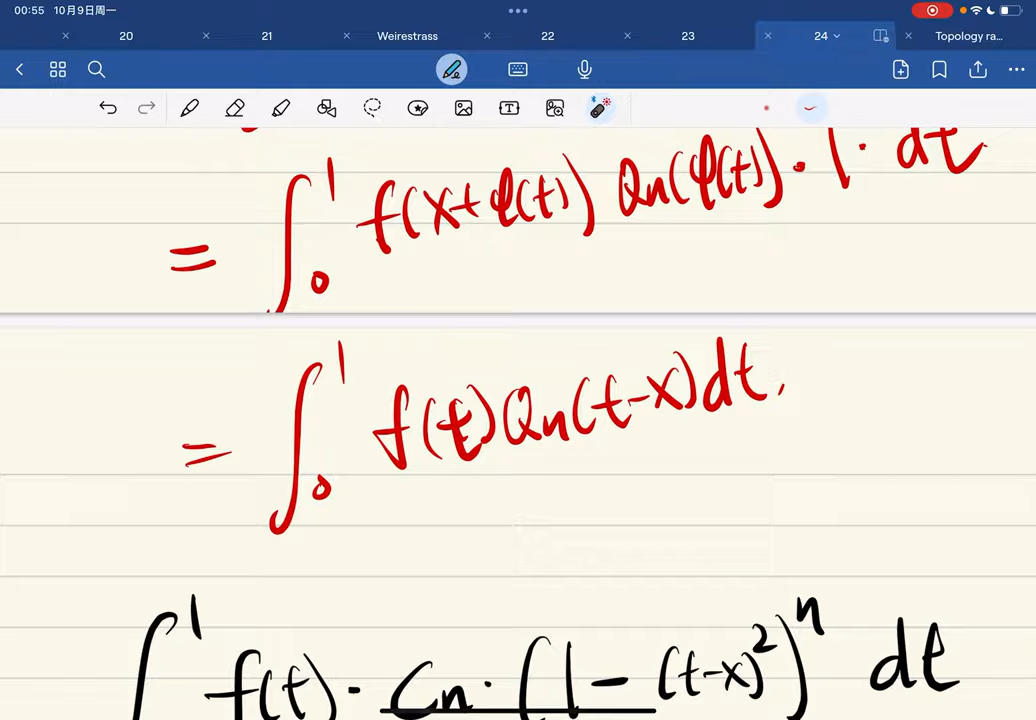 00:55 10月9日周一
20 21 Weirestrass 22 23 24 Topology ra...
= ∫₀¹ f(x+φ(t)) Qn(φ(t)) · 1 · dt
= ∫₀¹ f(t) Qn(t-x) dt,
∫¹ f(t) · Cn · (1 - (t-x)²)ⁿ dt